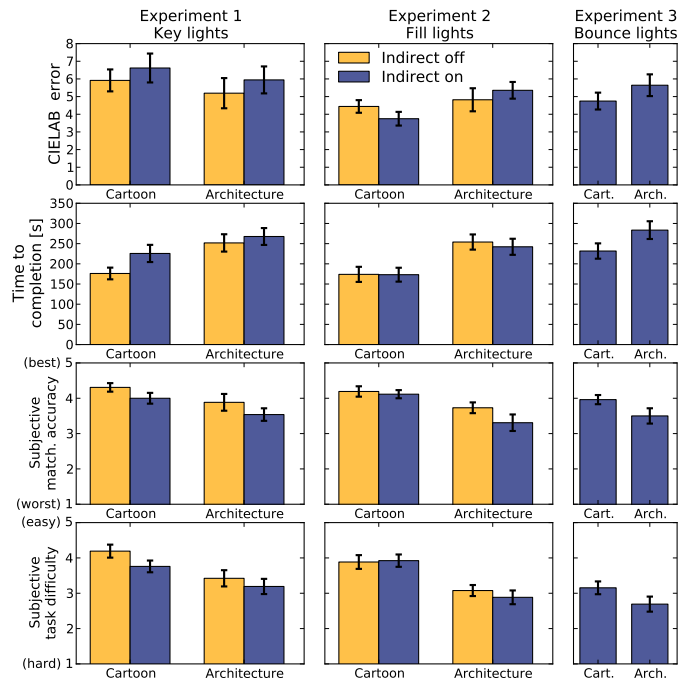 Experiment 1
Key lights
Experiment 2
Fill lights
Experiment 3
Bounce lights
CIELAB error
8
7
6
5
4
3
2
1
0
Indirect off
Indirect on
Cartoon Architecture
Cartoon Architecture
Cart. Arch.
Time to
completion [s]
350
300
250
200
150
100
50
0
Cartoon Architecture
Cartoon Architecture
Cart. Arch.
Subjective
match. accuracy
(best) 5
4
3
2
(worst) 1
Cartoon Architecture
Cartoon Architecture
Cart. Arch.
Subjective
task difficulty
(easy) 5
4
3
2
(hard) 1
Cartoon Architecture
Cartoon Architecture
Cart. Arch.